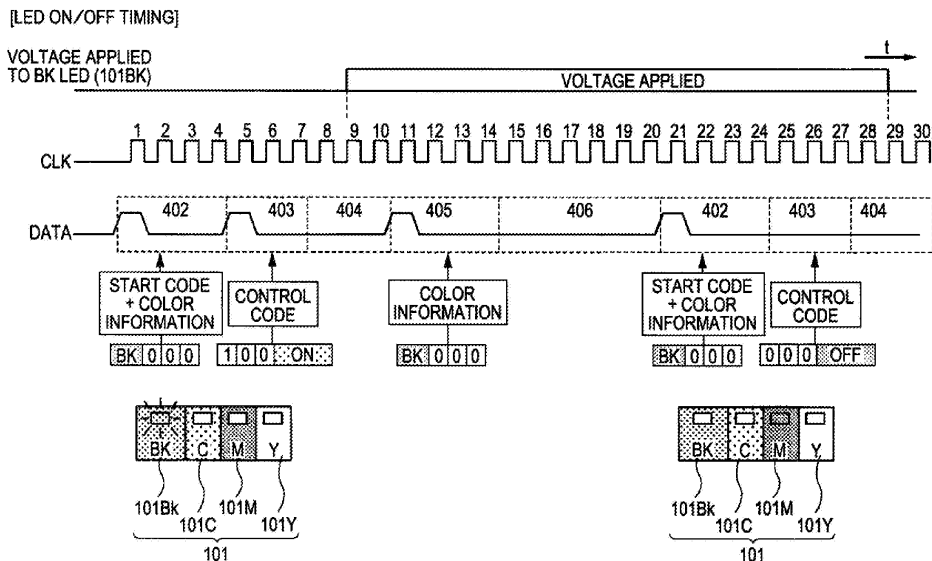 [LED ON/OFF TIMING]
t
VOLTAGE APPLIED
TO BK LED (101BK)
VOLTAGE APPLIED
1 2 3 4 5 6 7 8 9 10 11 12 13 14 15 16 17 18 19 20 21 22 23 24 25 26 27 28 29 30
CLK
402 403 404 405 406 402 403 404
DATA
START CODE
+ COLOR
INFORMATION
CONTROL
CODE
COLOR
INFORMATION
START CODE
+ COLOR
INFORMATION
CONTROL
CODE
BK 0 0 0
1 0 0 ON
BK 0 0 0
BK 0 0 0
0 0 0 OFF
BK C M Y
BK C M Y
101Bk 101M
101C 101Y
101
101Bk 101M
101C 101Y
101